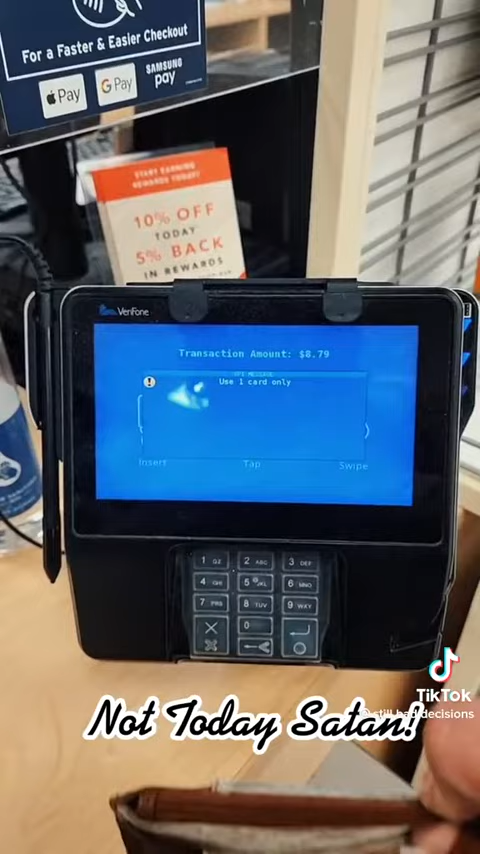 For a Faster & Easier Checkout
Pay
G Pay
SAMSUNG
pay
START EARNING
REWARDS TODAY!
10% OFF
TODAY
5% BACK
IN REWARDS
VeriFone
Transaction Amount: $8.79
Use 1 card only
Insert
Tap
Swipe
1 QZ
2 ABC
3 DEF
4 GHI
5 JKL
6 MNO
7 PRS
8 TUV
9 WXY
0
Not Today Satan!
TikTok
@still.baddecisions